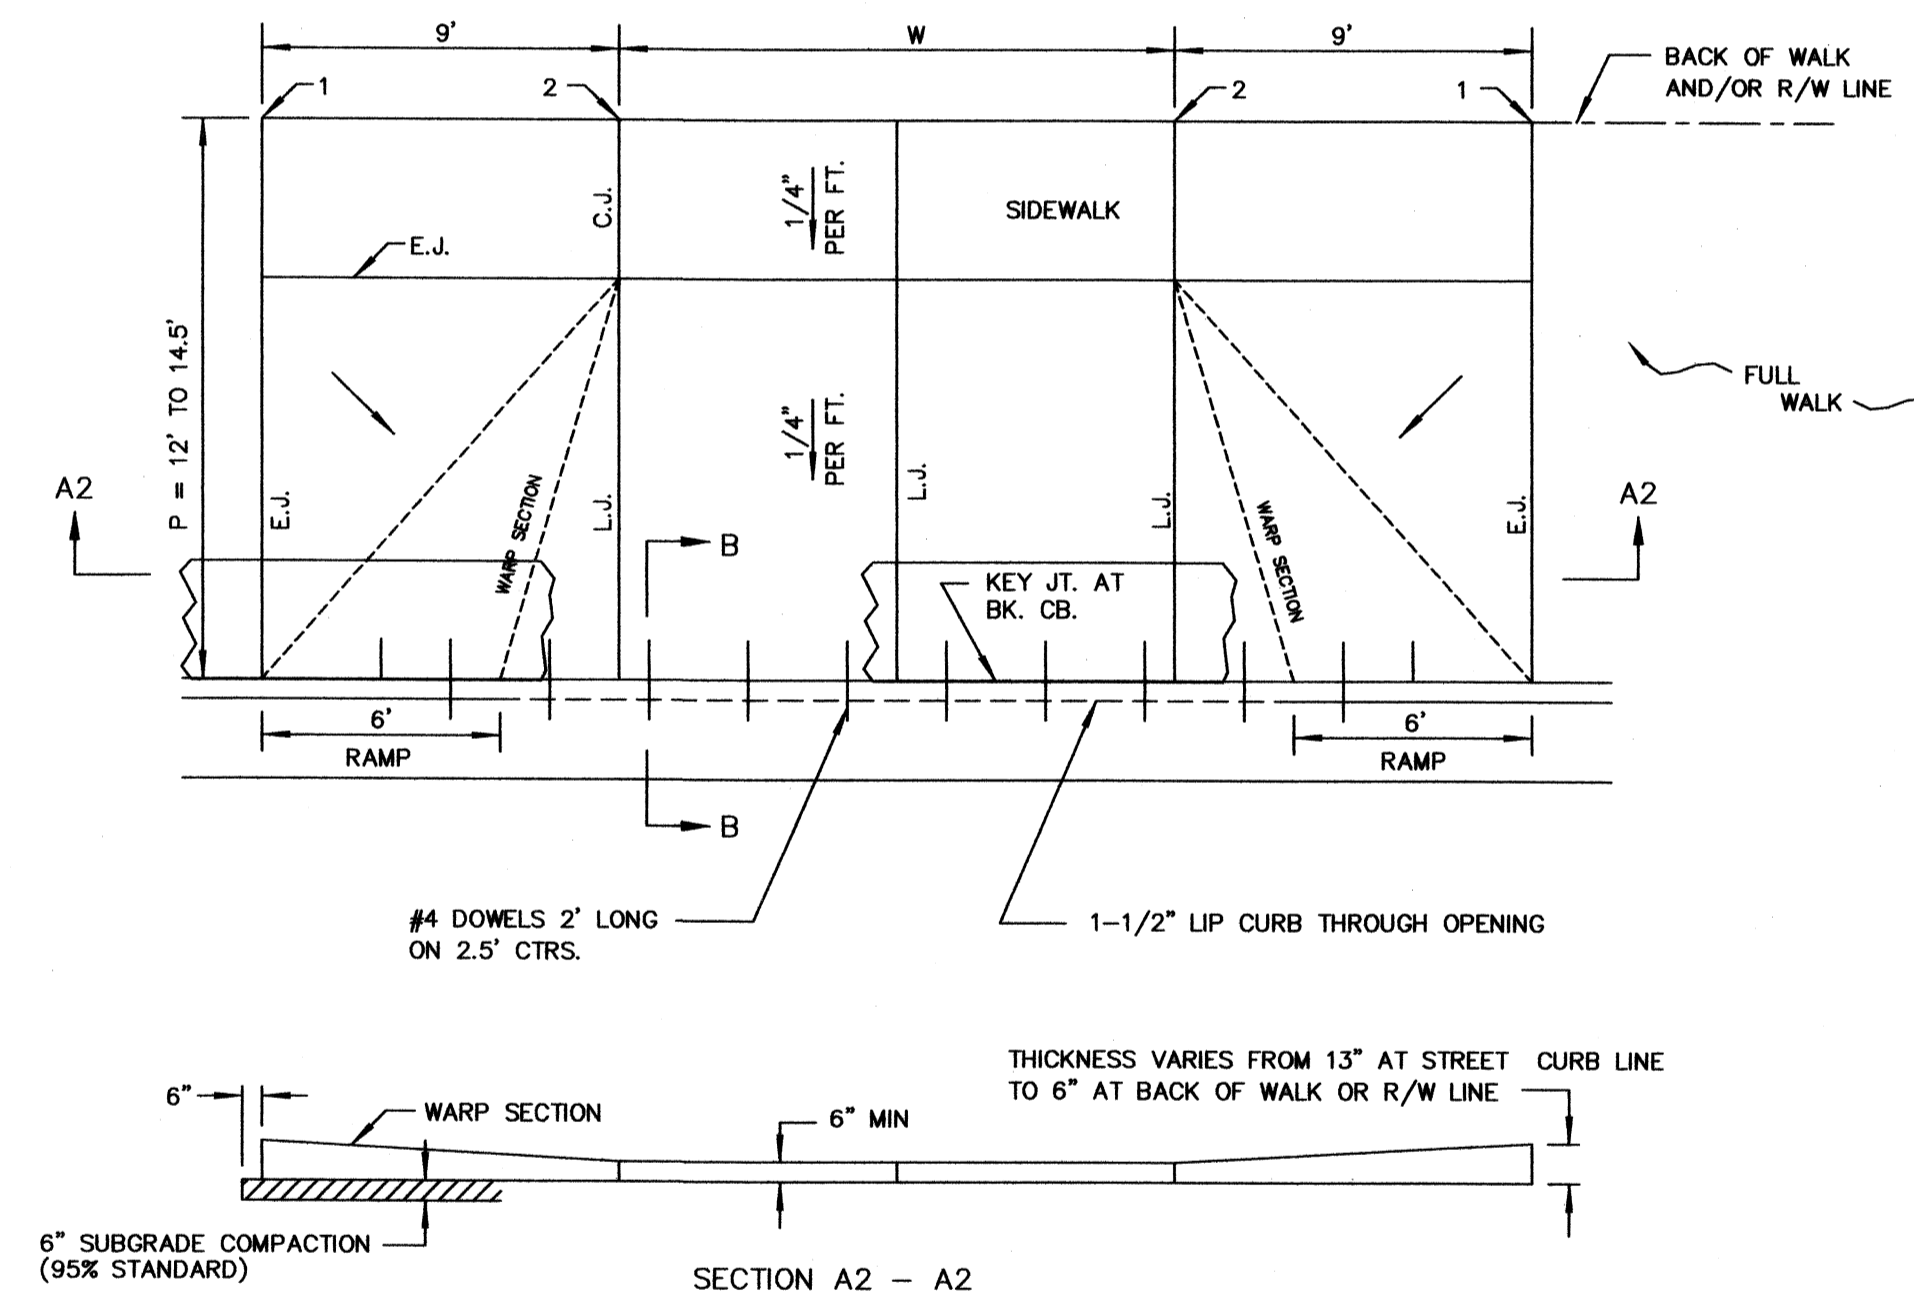 9'
W
9'
BACK OF WALK
AND/OR R/W LINE
1
2
2
1
C.J.
1/4"
PER FT.
SIDEWALK
E.J.
P = 12' TO 14.5'
FULL
WALK
1/4"
PER FT.
A2
A2
E.J.
WARP SECTION
L.J.
L.J.
L.J.
WARP SECTION
E.J.
B
KEY JT. AT
BK. CB.
6'
RAMP
6'
RAMP
B
#4 DOWELS 2' LONG
ON 2.5' CTRS.
1-1/2" LIP CURB THROUGH OPENING
THICKNESS VARIES FROM 13" AT STREET CURB LINE
TO 6" AT BACK OF WALK OR R/W LINE
6"
WARP SECTION
6" MIN
6" SUBGRADE COMPACTION
(95% STANDARD)
SECTION A2 - A2